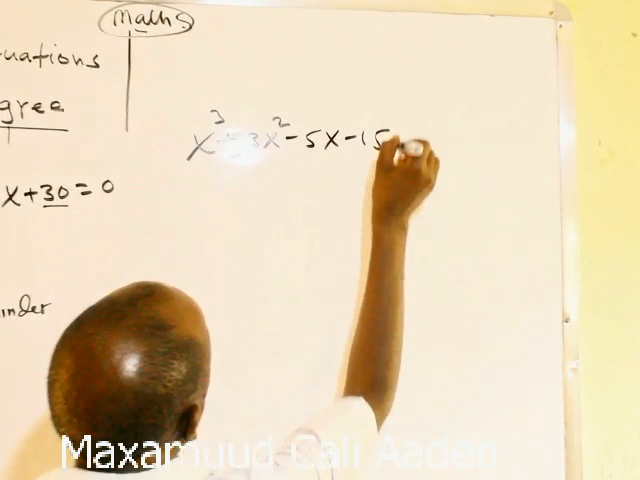 Maths
uations
gree
x³ + 3x² - 5x - 15
x + 30 = 0
inder
Maxamuud Cali Aaden